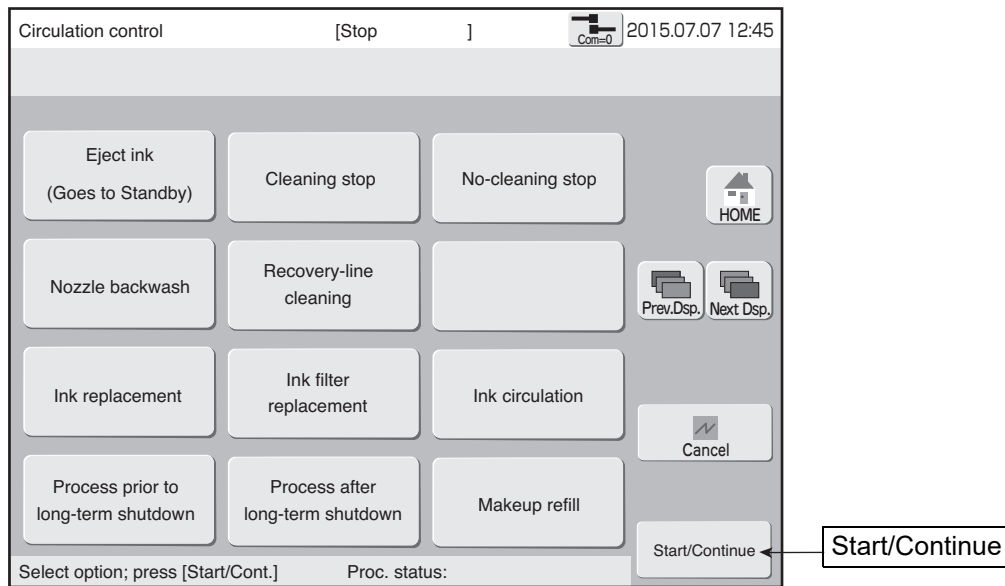 Circulation control [Stop ] Com=0 2015.07.07 12:45
Eject ink
(Goes to Standby)
Cleaning stop
No-cleaning stop
HOME
Nozzle backwash
Recovery-line
cleaning
Prev.Dsp.
Next Dsp.
Ink replacement
Ink filter
replacement
Ink circulation
Cancel
Process prior to
long-term shutdown
Process after
long-term shutdown
Makeup refill
Start/Continue
Start/Continue
Select option; press [Start/Cont.] Proc. status: